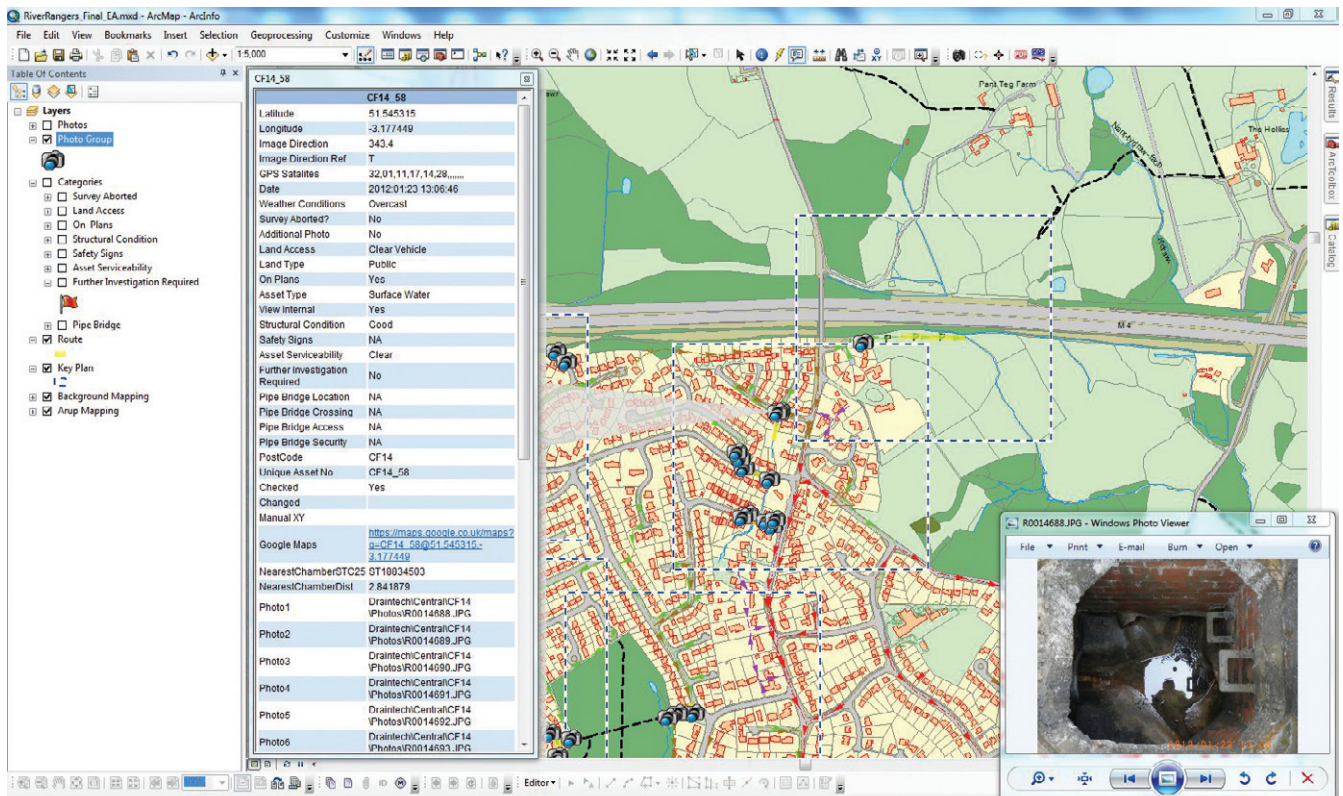 RiverRangers_Final_EA.mxd - ArcMap - ArcInfo
File Edit View Bookmarks Insert Selection Geoprocessing Customize Windows Help
1:5,000
Table Of Contents
Layers
Photos
Photo Group
Categories
Survey Aborted
Land Access
On Plans
Structural Condition
Safety Signs
Asset Serviceability
Further Investigation Required
Pipe Bridge
Route
Key Plan
Background Mapping
Arup Mapping
CF14_58
CF14_58
Latitude 51.545315
Longitude -3.177449
Image Direction 343.4
Image Direction Ref T
GPS Satalites 32,01,11,17,14,28,,,,,,
Date 2012:01:23 13:06:46
Weather Conditions Overcast
Survey Aborted? No
Additional Photo No
Land Access Clear Vehicle
Land Type Public
On Plans Yes
Asset Type Surface Water
View Internal Yes
Structural Condition Good
Safety Signs NA
Asset Serviceability Clear
Further Investigation
Required No
Pipe Bridge Location NA
Pipe Bridge Crossing NA
Pipe Bridge Access NA
Pipe Bridge Security NA
PostCode CF14
Unique Asset No CF14_58
Checked Yes
Changed
Manual XY
Google Maps https://maps.google.co.uk/maps?
q=CF14_58@51.545315,-
3.177449
NearestChamberSTC25 ST18834503
NearestChamberDist 2.841879
Photo1 Draintech\Central\CF14
\Photos\R0014688.JPG
Photo2 Draintech\Central\CF14
\Photos\R0014689.JPG
Photo3 Draintech\Central\CF14
\Photos\R0014690.JPG
Photo4 Draintech\Central\CF14
\Photos\R0014691.JPG
Photo5 Draintech\Central\CF14
\Photos\R0014692.JPG
Photo6 Draintech\Central\CF14
\Photos\R0014693.JPG
Pant Teg Farm
The Hollies
M 4
P P P
Results
ArcToolbox
Catalog
R0014688.JPG - Windows Photo Viewer
File Print E-mail Burn Open
Editor